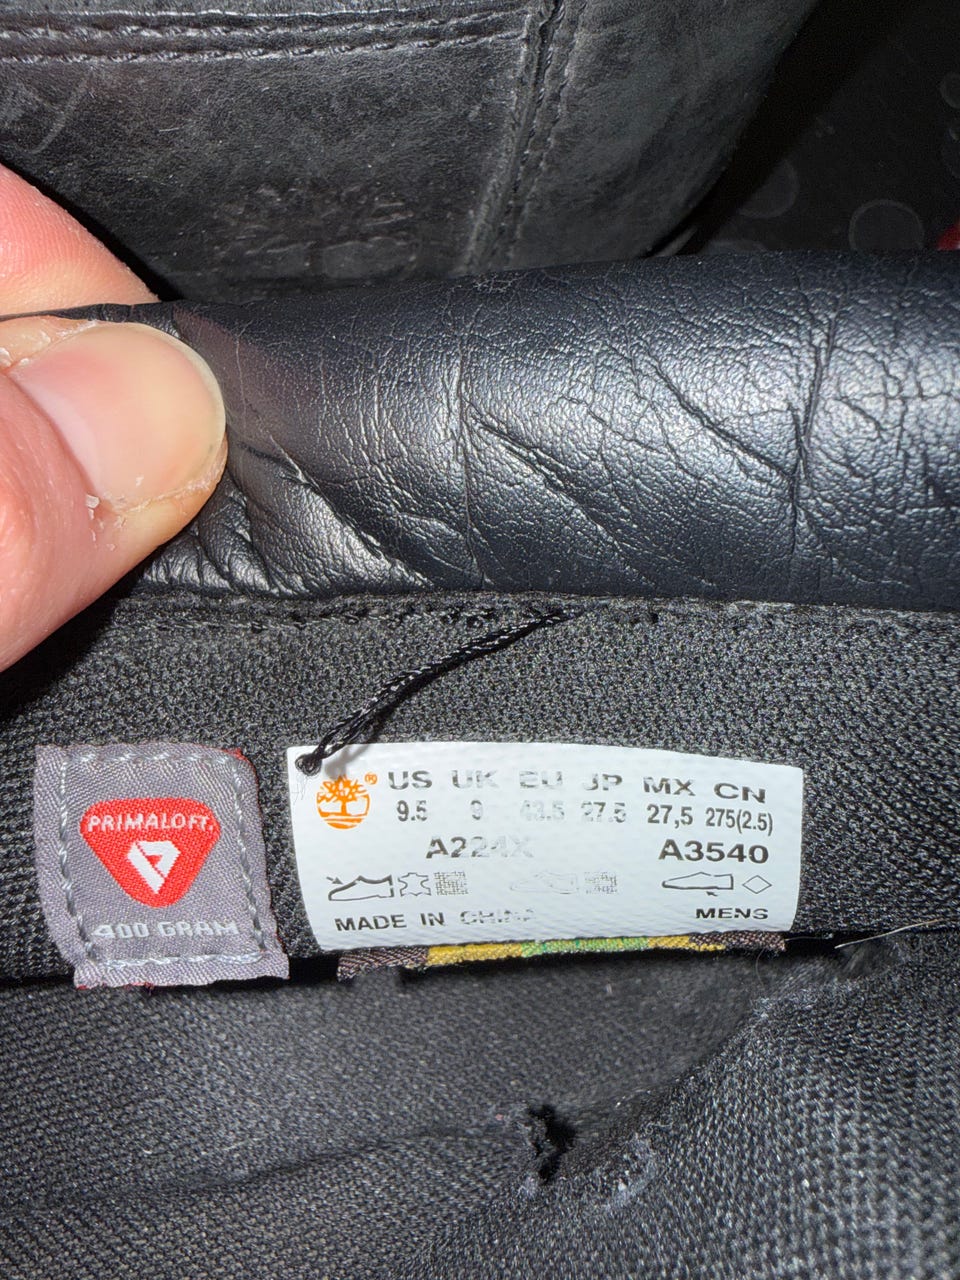 PRIMALOFT®
400 GRAM
® US UK EU JP MX CN
9.5 9 43.5 27.5 27,5 275(2.5)
A224X A3540
MADE IN CHINA MENS